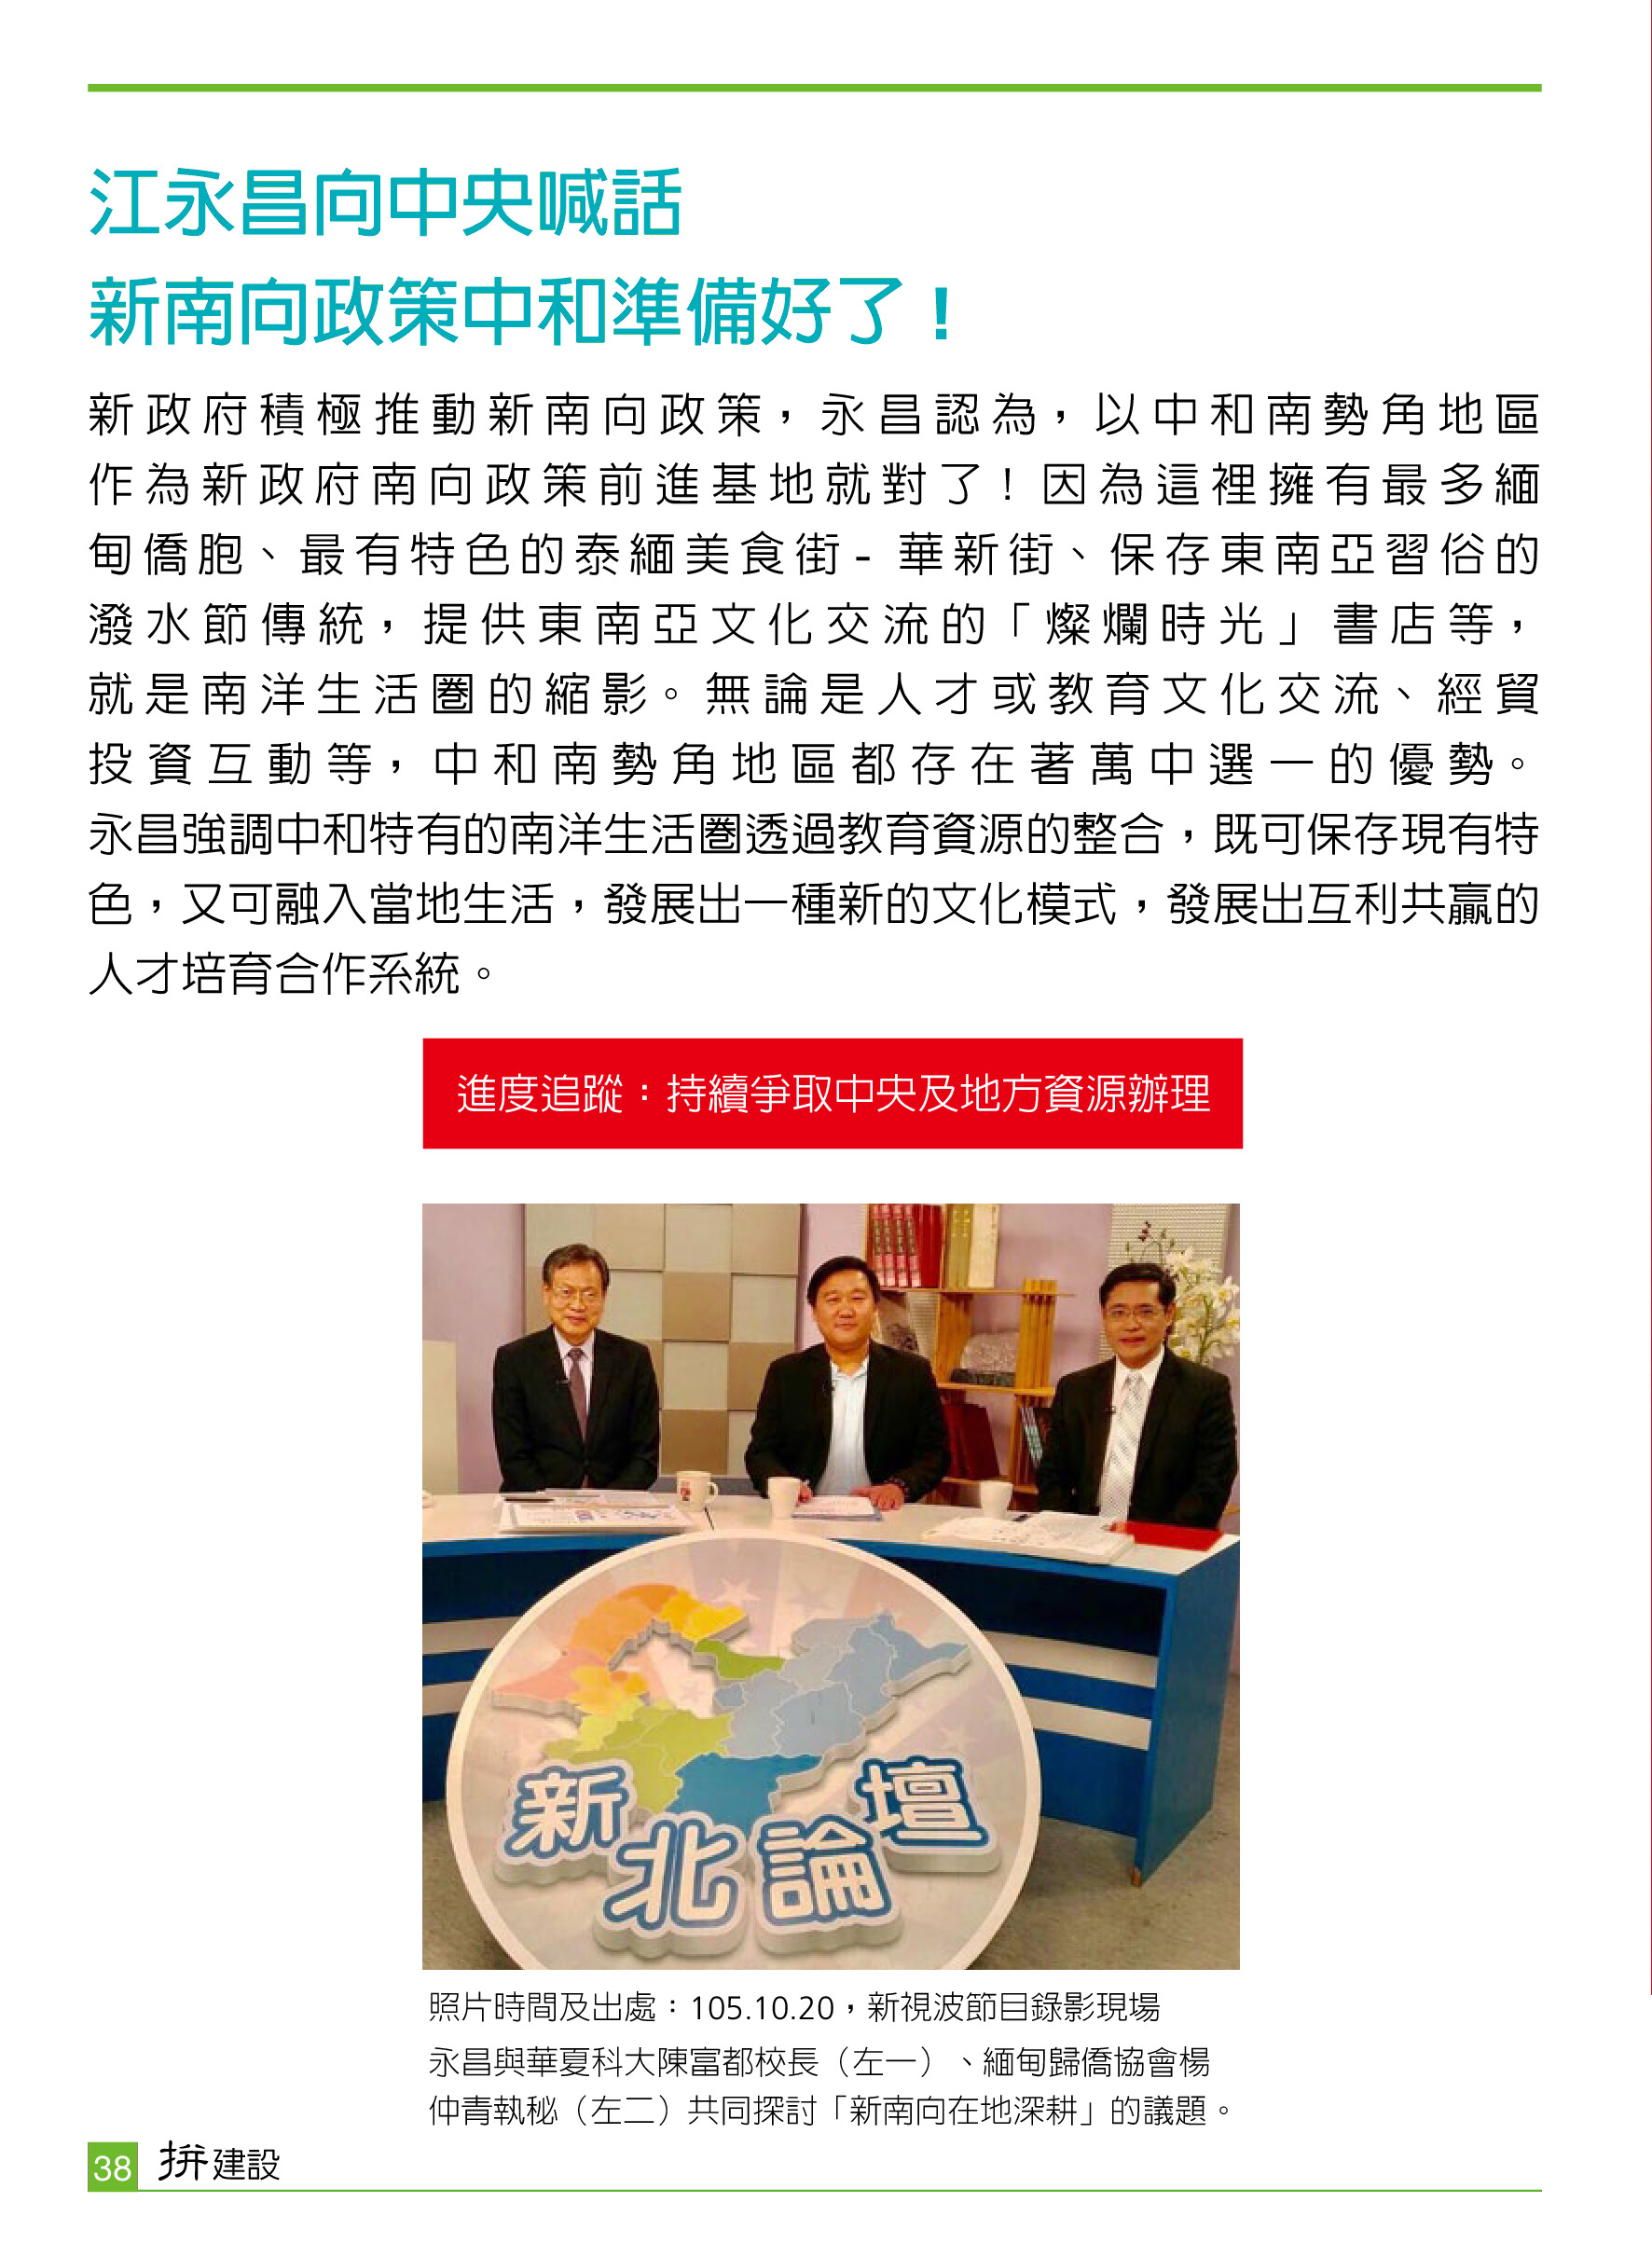 江永昌向中央喊話
新南向政策中和準備好了！
新政府積極推動新南向政策，永昌認為，以中和南勢角地區
作為新政府南向政策前進基地就對了！因為這裡擁有最多緬
甸僑胞、最有特色的泰緬美食街- 華新街、保存東南亞習俗的
潑水節傳統，提供東南亞文化交流的「燦爛時光」書店等，
就是南洋生活圈的縮影。無論是人才或教育文化交流、經貿
投資互動等，中和南勢角地區都存在著萬中選一的優勢。
永昌強調中和特有的南洋生活圈透過教育資源的整合，既可保存現有特
色，又可融入當地生活，發展出一種新的文化模式，發展出互利共贏的
人才培育合作系統。
進度追蹤：持續爭取中央及地方資源辦理
新北論壇
照片時間及出處：105.10.20，新視波節目錄影現場
永昌與華夏科大陳富都校長（左一）、緬甸歸僑協會楊
仲青執秘（左二）共同探討「新南向在地深耕」的議題。
38 拚建設